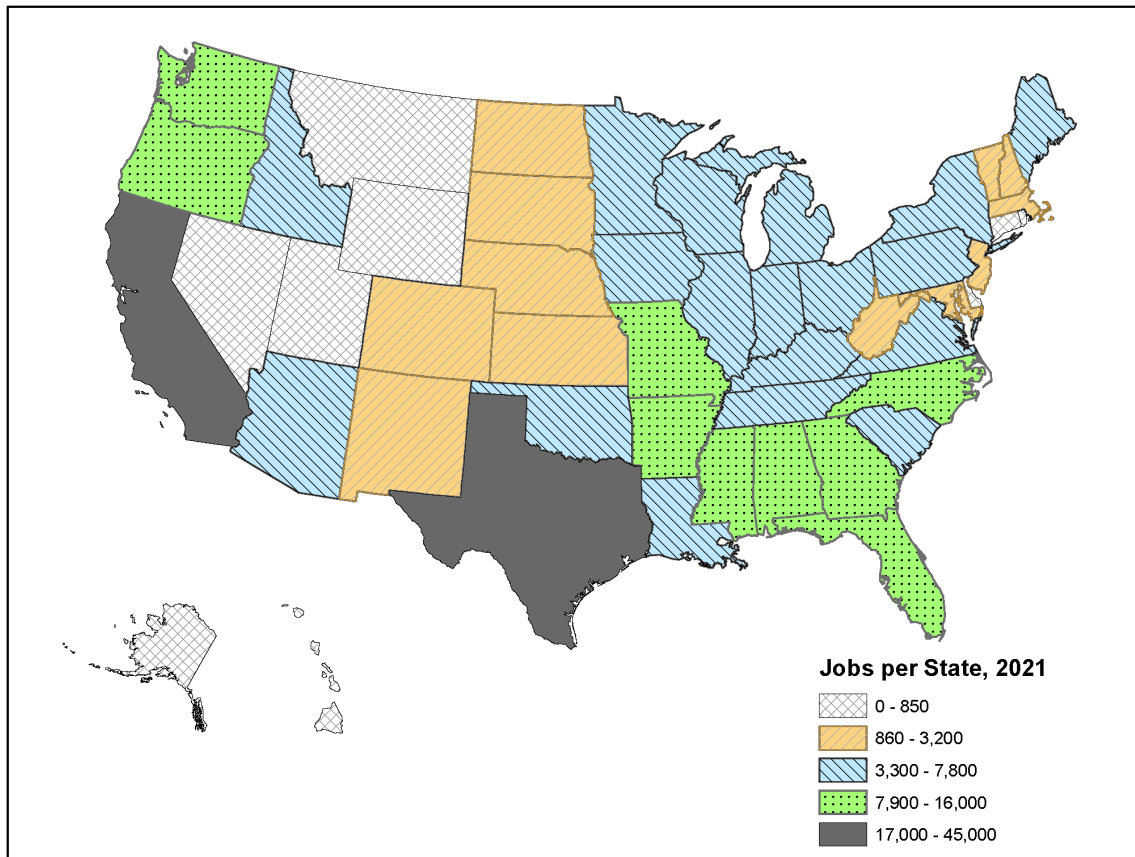 Jobs per State, 2021
0 - 850
860 - 3,200
3,300 - 7,800
7,900 - 16,000
17,000 - 45,000